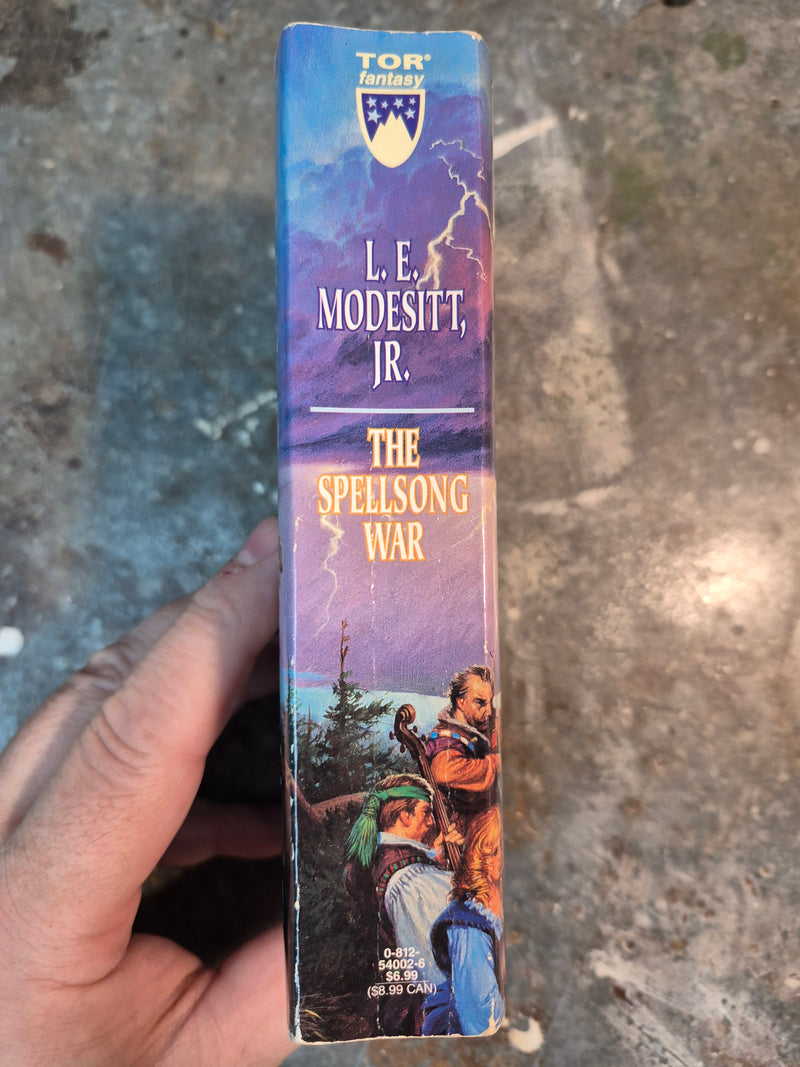 TOR®
fantasy
L. E.
MODESITT,
JR.
THE
SPELLSONG
WAR
0-812-
54002-6
$6.99
($8.99 CAN)